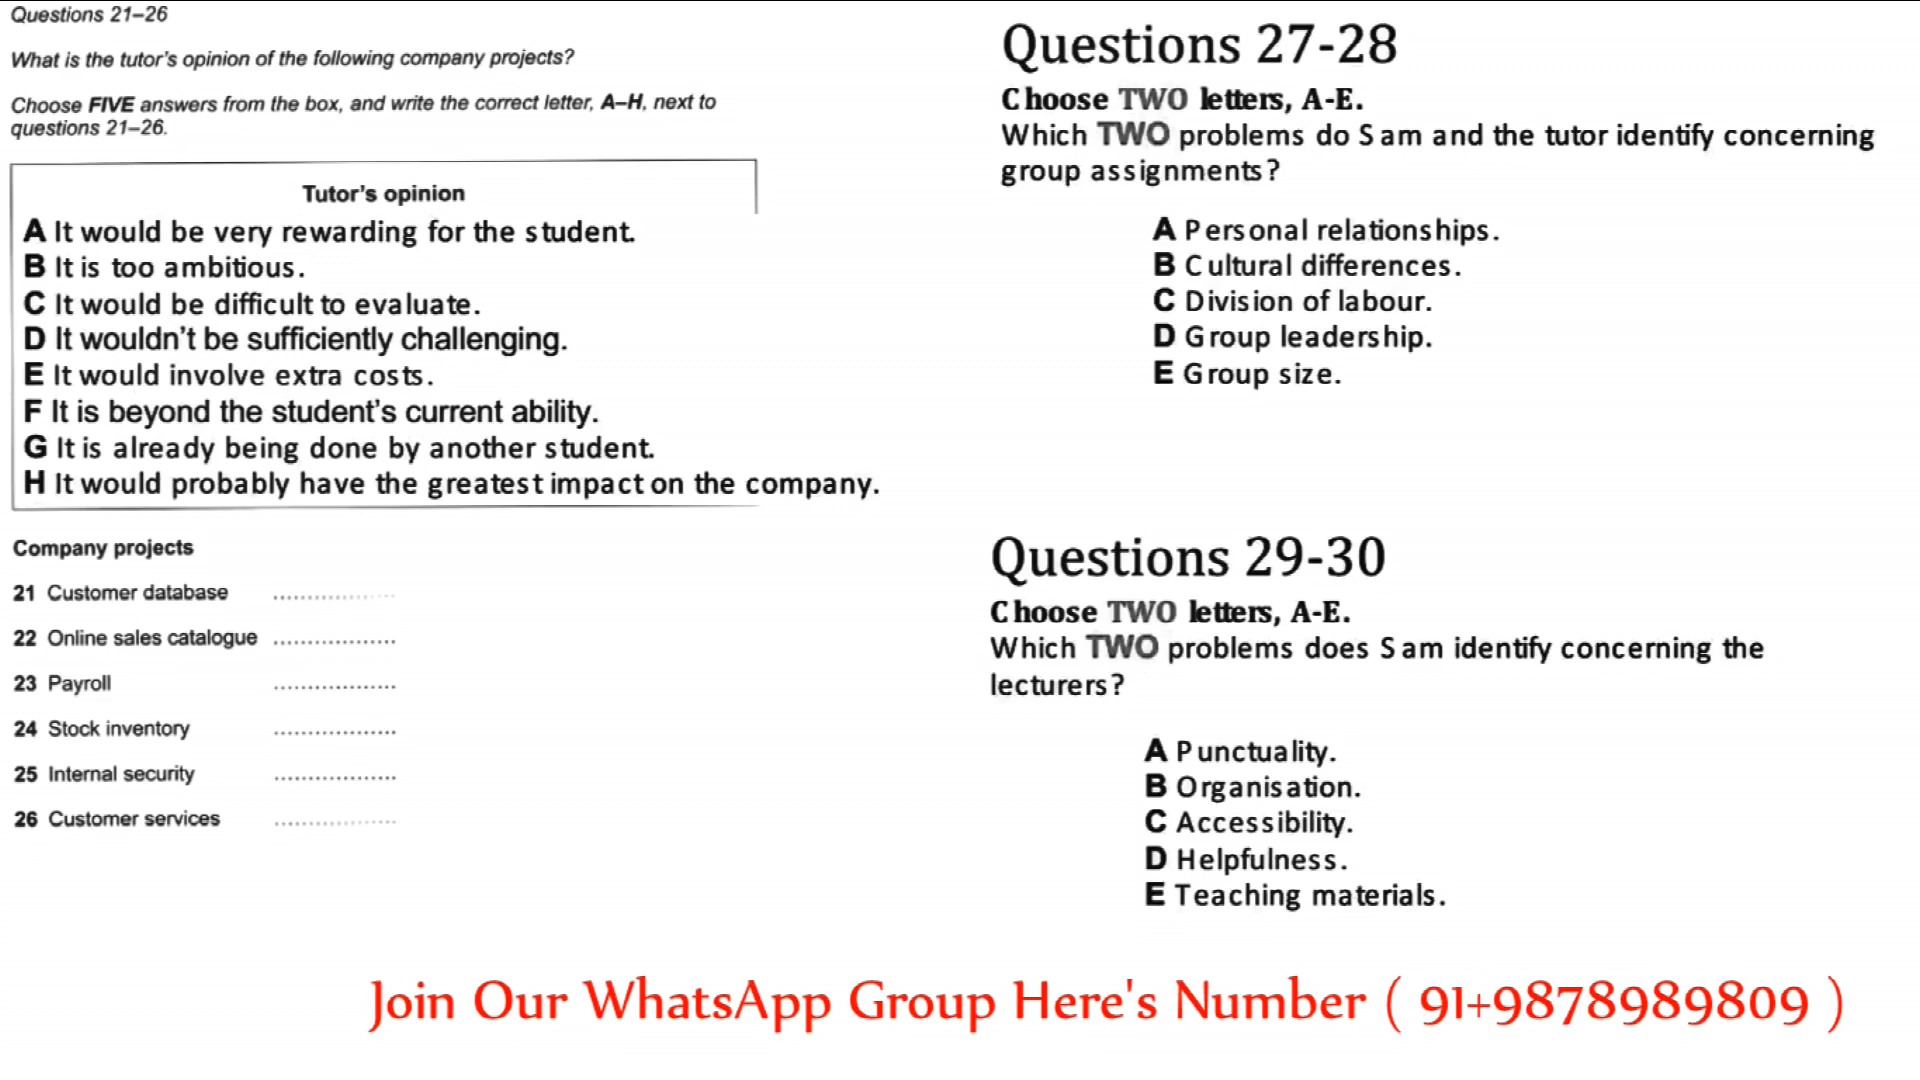 Questions 21–26
What is the tutor's opinion of the following company projects?
Choose FIVE answers from the box, and write the correct letter, A–H, next to
questions 21–26.
Tutor's opinion
A It would be very rewarding for the student.
B It is too ambitious.
C It would be difficult to evaluate.
D It wouldn't be sufficiently challenging.
E It would involve extra costs.
F It is beyond the student's current ability.
G It is already being done by another student.
H It would probably have the greatest impact on the company.
Company projects
21 Customer database ................
22 Online sales catalogue ................
23 Payroll ................
24 Stock inventory ................
25 Internal security ................
26 Customer services ................
Questions 27-28
Choose TWO letters, A-E.
Which TWO problems do Sam and the tutor identify concerning
group assignments?
A Personal relationships.
B Cultural differences.
C Division of labour.
D Group leadership.
E Group size.
Questions 29-30
Choose TWO letters, A-E.
Which TWO problems does Sam identify concerning the
lecturers?
A Punctuality.
B Organisation.
C Accessibility.
D Helpfulness.
E Teaching materials.
Join Our WhatsApp Group Here's Number ( 91+9878989809 )